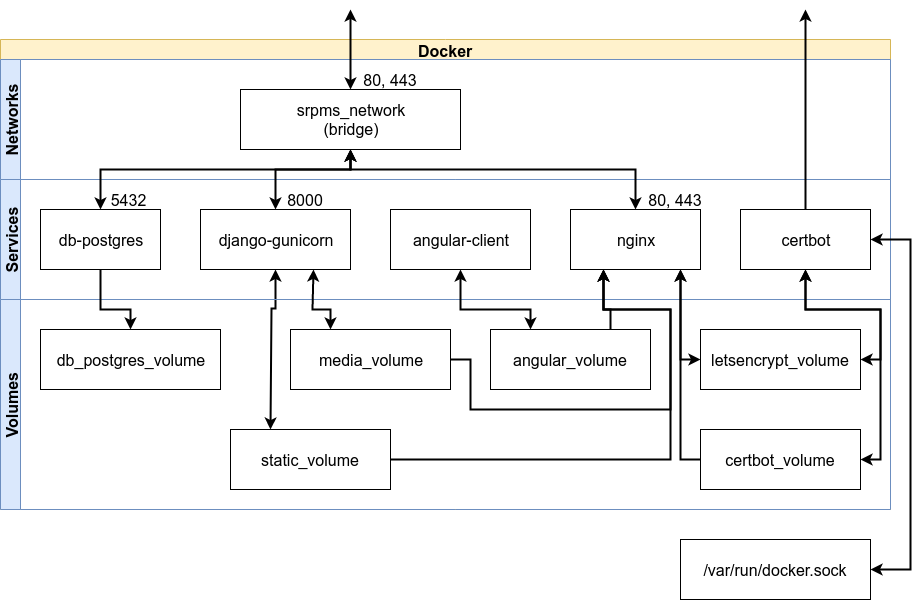 Docker
Networks
80, 443
srpms_network
(bridge)
Services
5432
8000
80, 443
db-postgres
django-gunicorn
angular-client
nginx
certbot
Volumes
db_postgres_volume
media_volume
angular_volume
letsencrypt_volume
static_volume
certbot_volume
/var/run/docker.sock